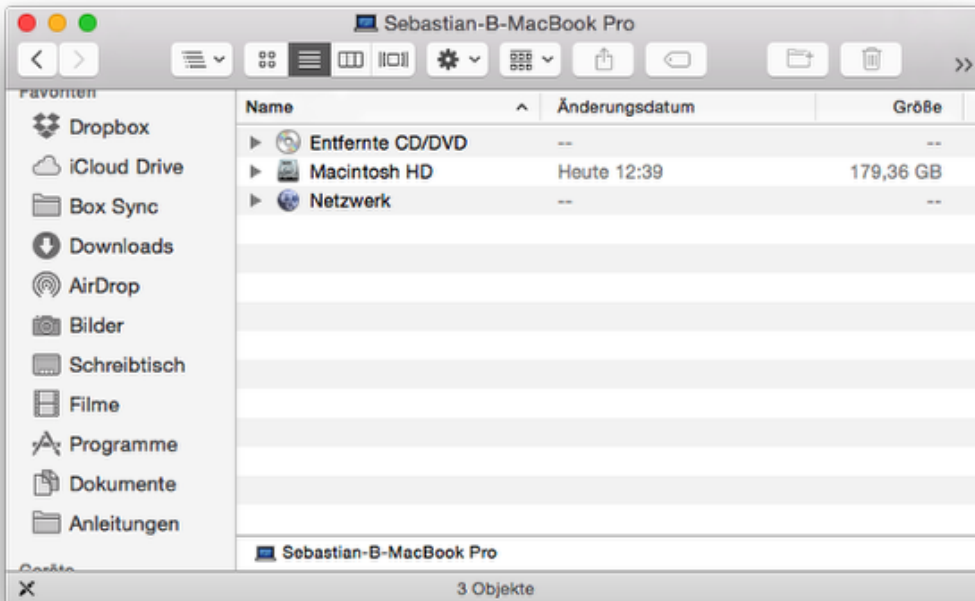 Sebastian-B-MacBook Pro
Favoriten
Dropbox
iCloud Drive
Box Sync
Downloads
AirDrop
Bilder
Schreibtisch
Filme
Programme
Dokumente
Anleitungen
Geräte
Name Änderungsdatum Größe
Entfernte CD/DVD -- --
Macintosh HD Heute 12:39 179,36 GB
Netzwerk -- --
Sebastian-B-MacBook Pro
3 Objekte